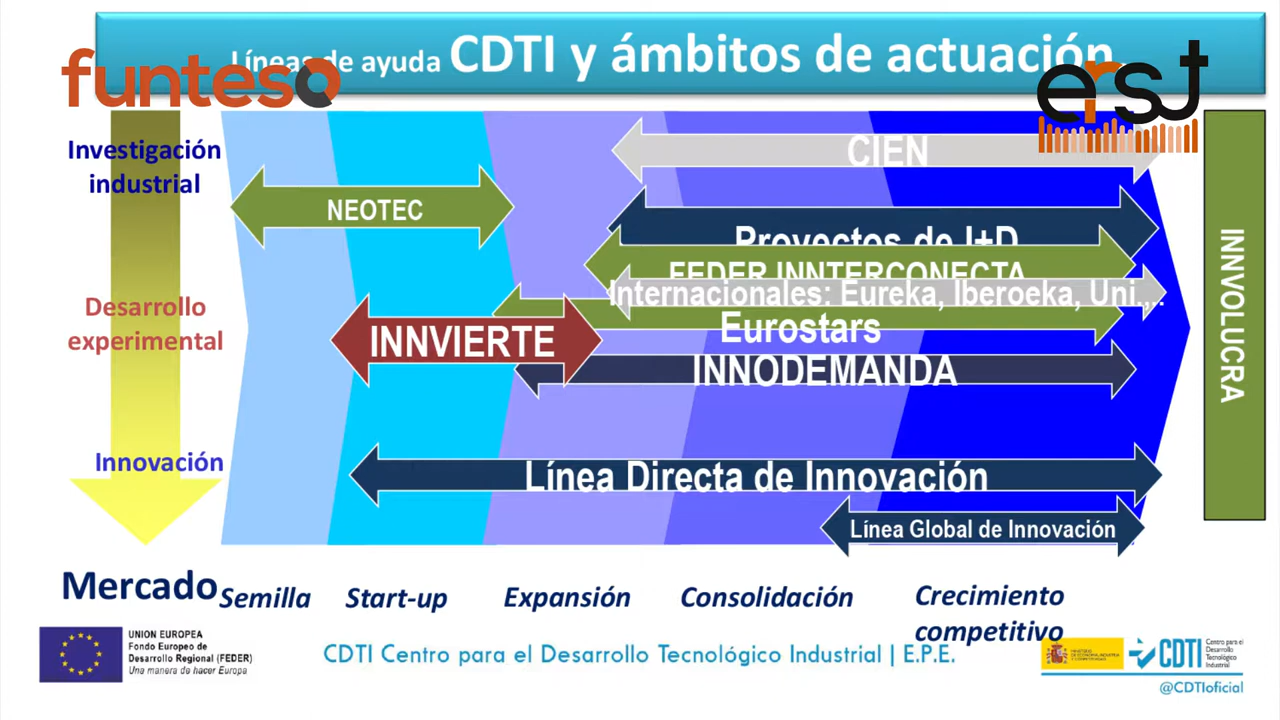 Líneas de ayuda CDTI y ámbitos de actuación
funteso
ersjt
Investigación
industrial
CIEN
NEOTEC
Proyectos de I+D
FEDER INNTERCONECTA
Internacionales: Eureka, Iberoeka, Uni...
Desarrollo
experimental
INNVIERTE
Eurostars
INNODEMANDA
INNVOLUCRA
Innovación
Línea Directa de Innovación
Línea Global de Innovación
Mercado
Semilla
Start-up
Expansión
Consolidación
Crecimiento
competitivo
UNION EUROPEA
Fondo Europeo de
Desarrollo Regional (FEDER)
Una manera de hacer Europa
CDTI Centro para el Desarrollo Tecnológico Industrial | E.P.E.
CDTI
Centro para el
Desarrollo
Tecnológico
Industrial
@CDTIoficial